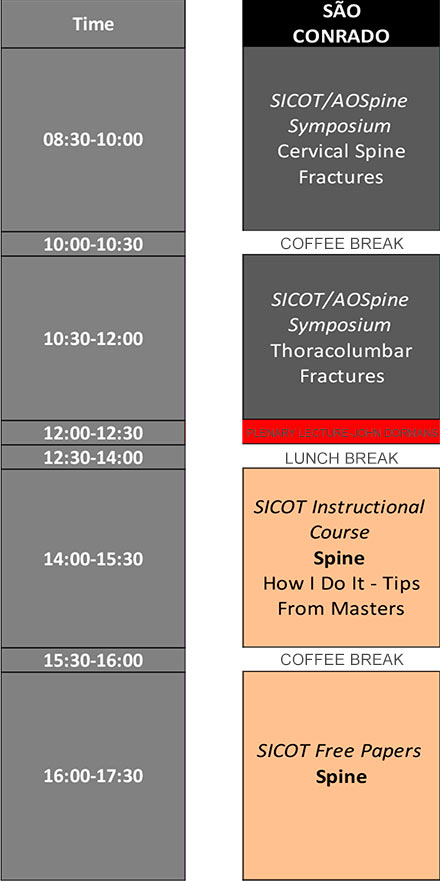 Time
SÃO
CONRADO
08:30-10:00
SICOT/AOSpine
Symposium
Cervical Spine
Fractures
10:00-10:30
COFFEE BREAK
10:30-12:00
SICOT/AOSpine
Symposium
Thoracolumbar
Fractures
12:00-12:30
PLENARY LECTURE JOHN
12:30-14:00
LUNCH BREAK
14:00-15:30
SICOT Instructional
Course
Spine
How I Do It - Tips
From Masters
15:30-16:00
COFFEE BREAK
16:00-17:30
SICOT Free Papers
Spine